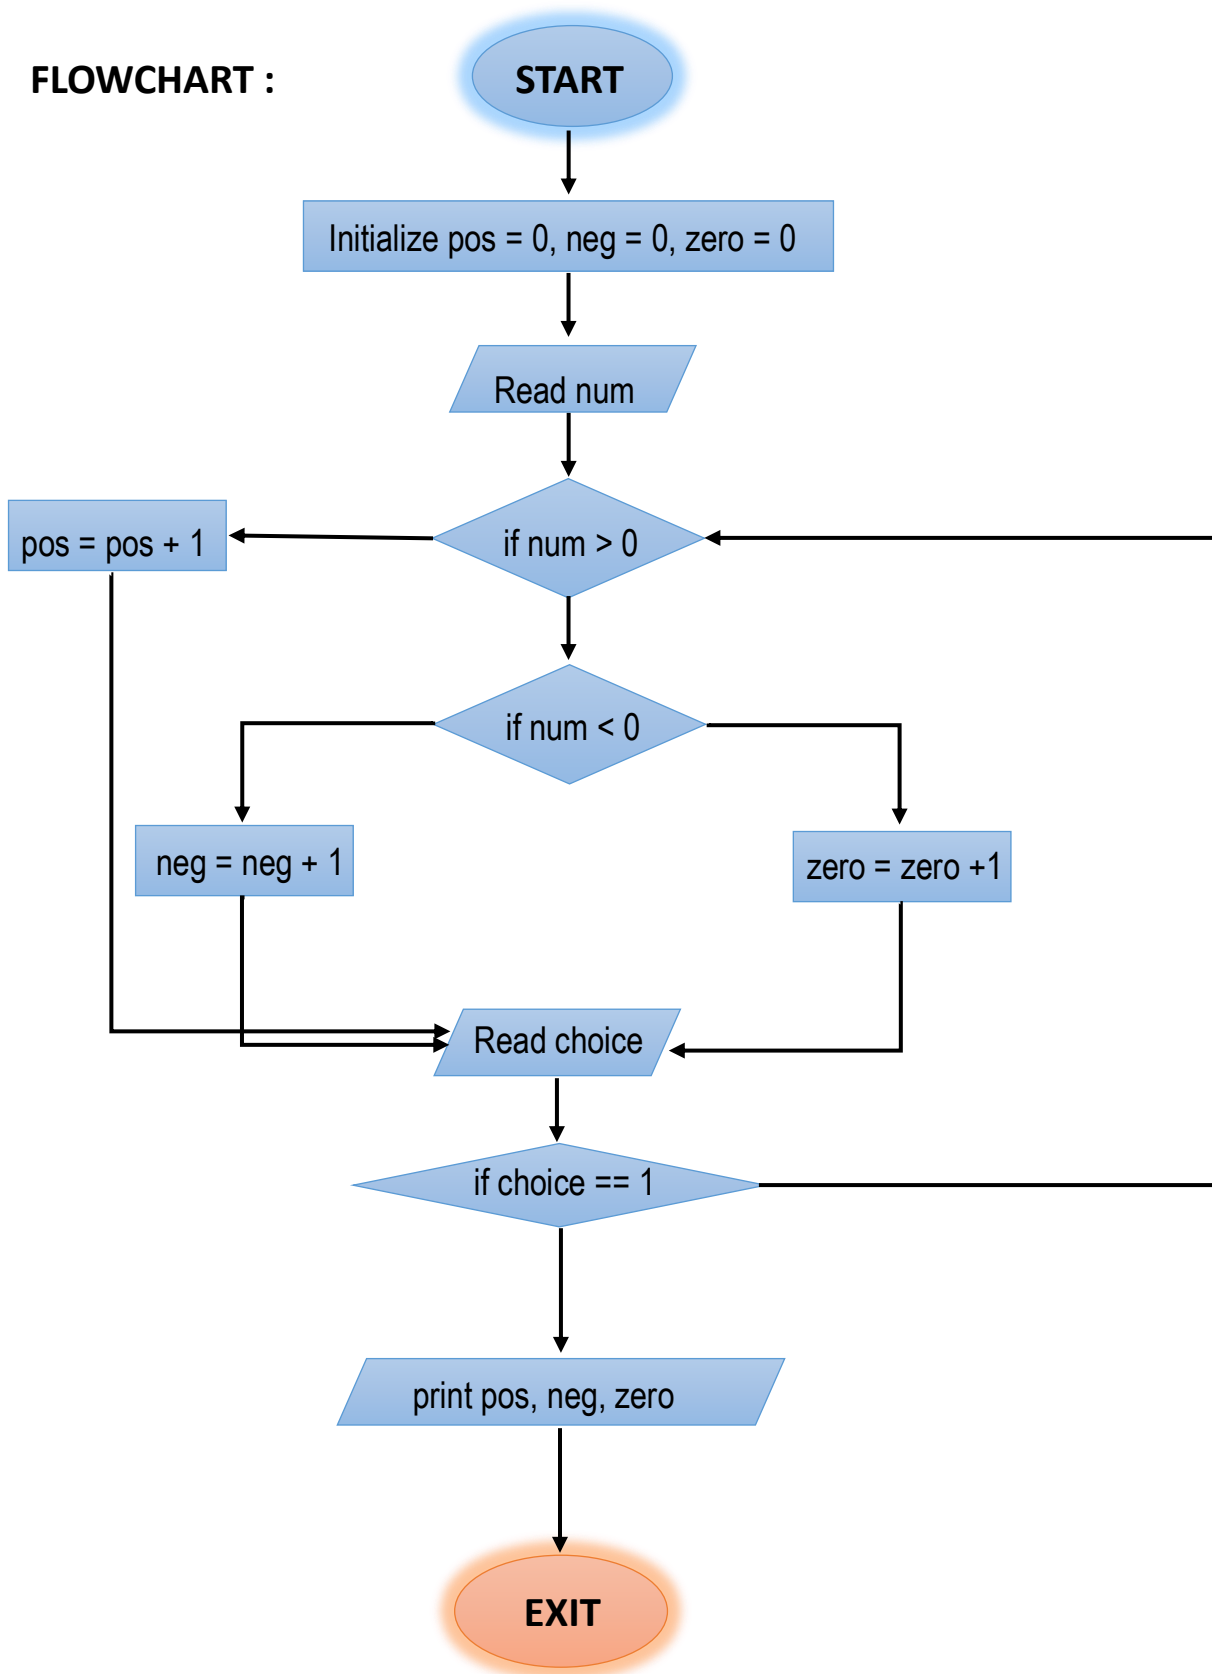 FLOWCHART :
START
Initialize pos = 0, neg = 0, zero = 0
Read num
pos = pos + 1
if num > 0
if num < 0
neg = neg + 1
zero = zero +1
Read choice
if choice == 1
print pos, neg, zero
EXIT